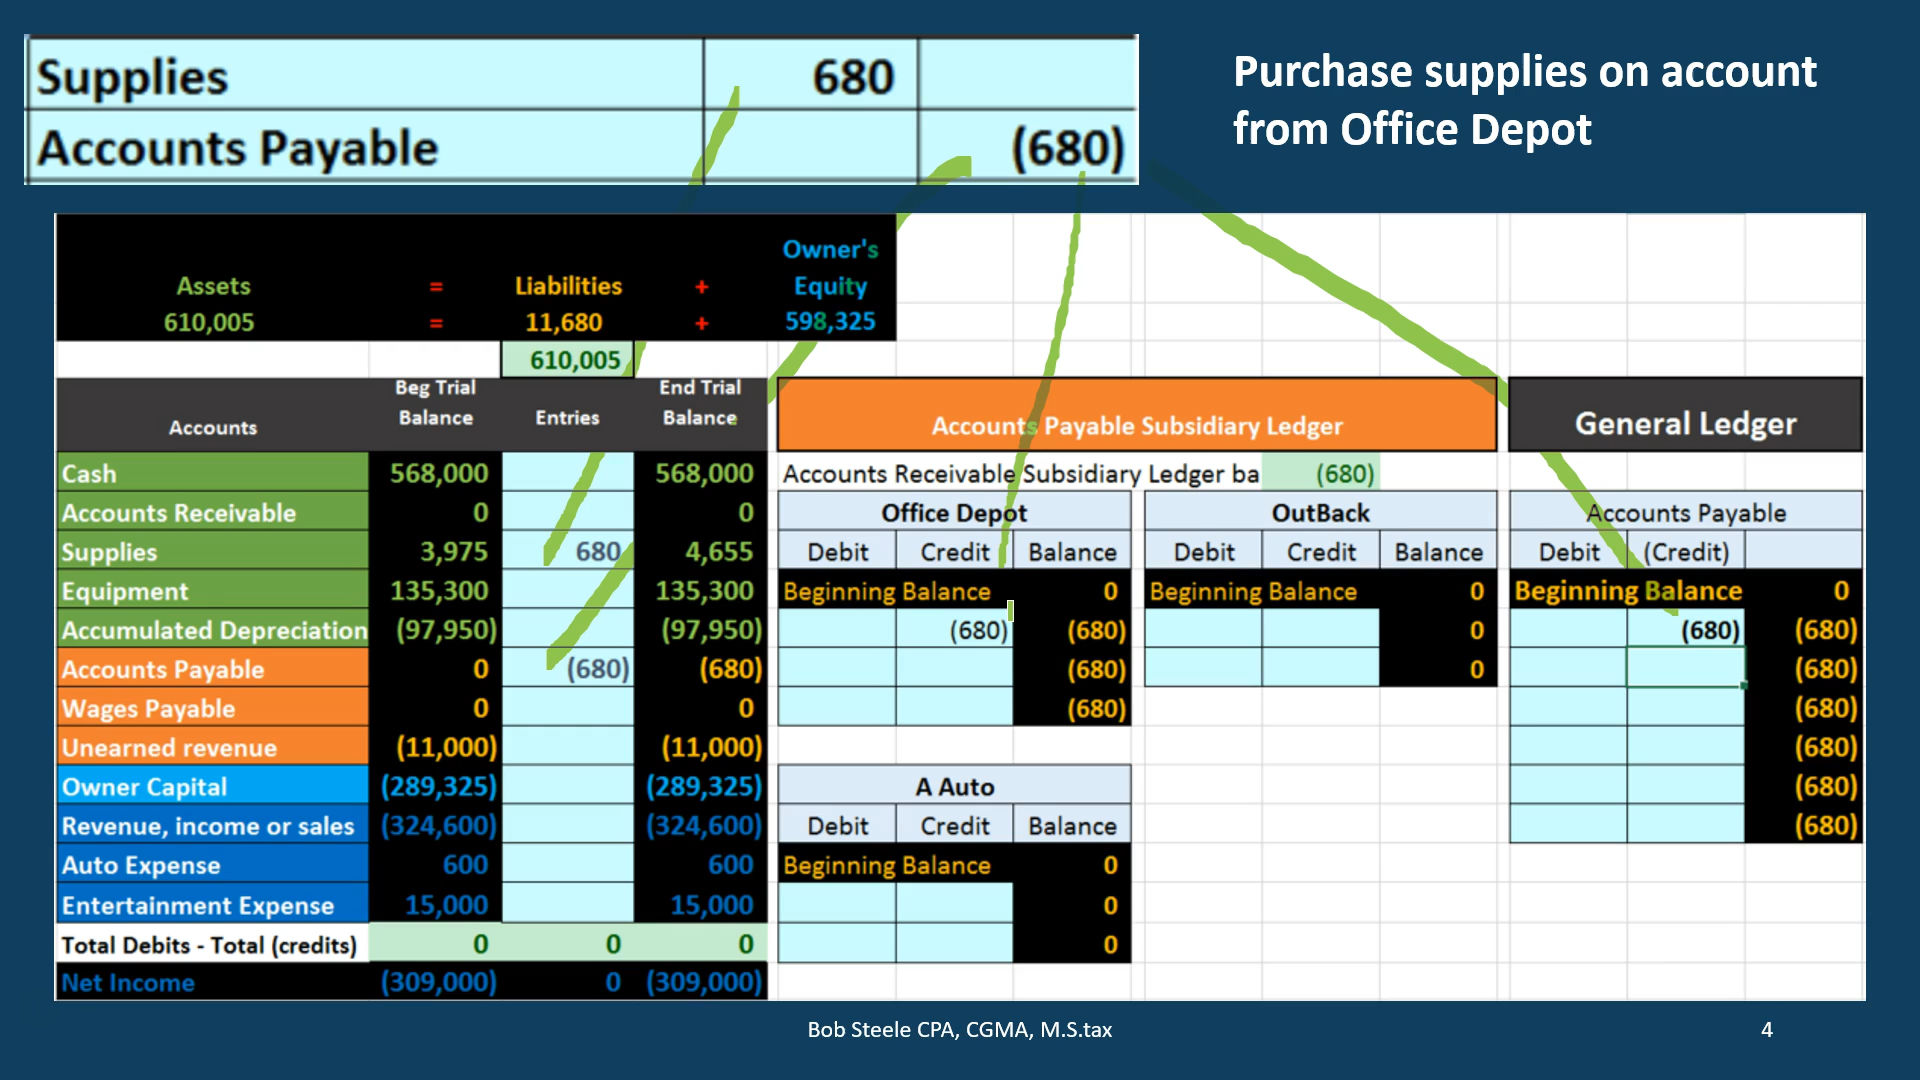 Supplies 680
Accounts Payable (680)
Purchase supplies on account
from Office Depot
Owner's
Assets = Liabilities + Equity
610,005 = 11,680 + 598,325
610,005
Accounts Beg Trial Balance Entries End Trial Balance
Cash 568,000 568,000
Accounts Receivable 0 0
Supplies 3,975 680 4,655
Equipment 135,300 135,300
Accumulated Depreciation (97,950) (97,950)
Accounts Payable 0 (680) (680)
Wages Payable 0 0
Unearned revenue (11,000) (11,000)
Owner Capital (289,325) (289,325)
Revenue, income or sales (324,600) (324,600)
Auto Expense 600 600
Entertainment Expense 15,000 15,000
Total Debits - Total (credits) 0 0 0
Net Income (309,000) 0 (309,000)
Accounts Payable Subsidiary Ledger
Accounts Receivable Subsidiary Ledger ba (680)
Office Depot
Debit Credit Balance
Beginning Balance 0
(680) (680)
(680)
(680)
A Auto
Debit Credit Balance
Beginning Balance 0
0
0
OutBack
Debit Credit Balance
Beginning Balance 0
0
0
General Ledger
Accounts Payable
Debit (Credit)
Beginning Balance 0
(680) (680)
(680)
(680)
(680)
(680)
(680)
Bob Steele CPA, CGMA, M.S.tax
4